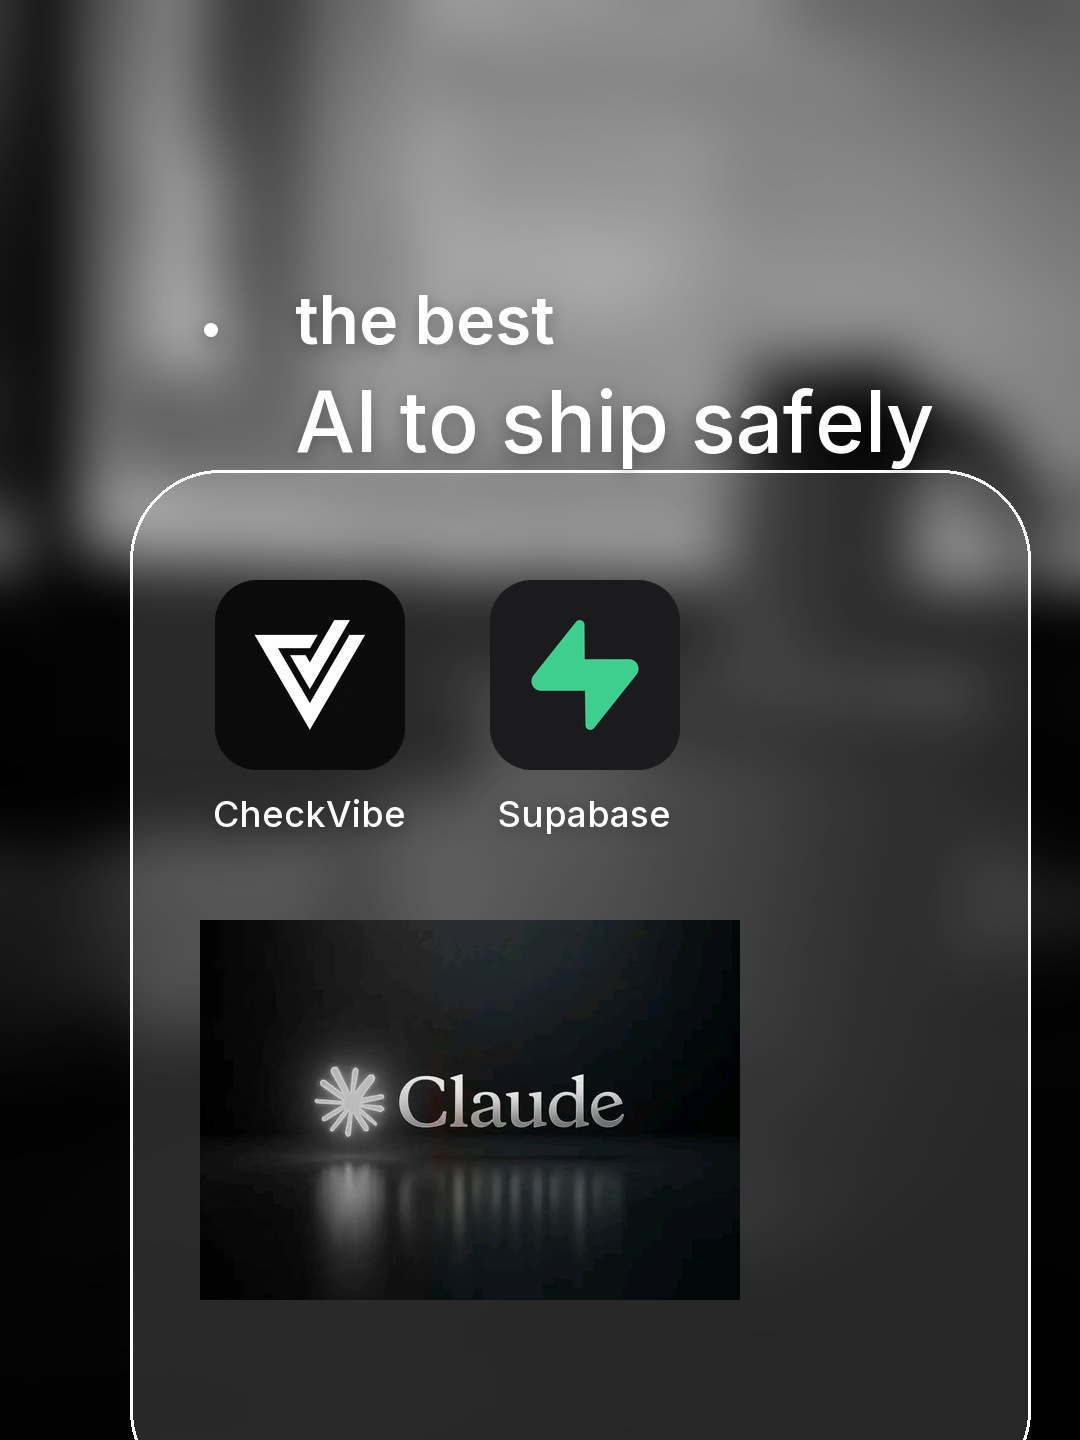 • the best
AI to ship safely
CheckVibe
Supabase
Claude